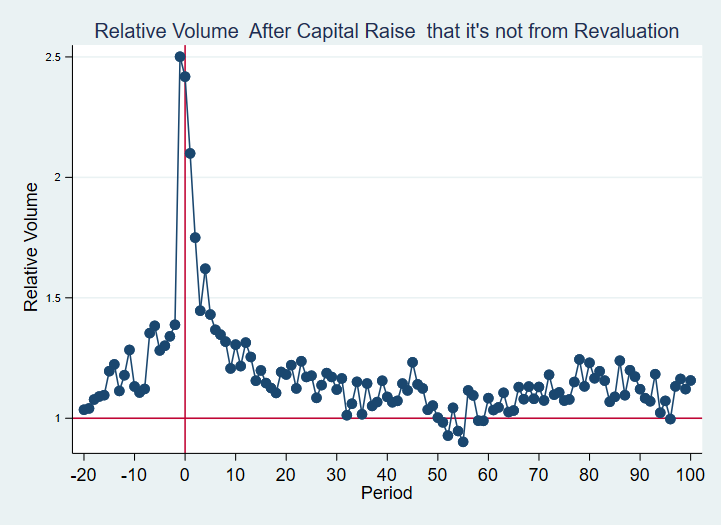 Relative Volume  After Capital Raise  that it's not from Revaluation
2.5
2
1.5
1
Relative Volume
-20 -10 0 10 20 30 40 50 60 70 80 90 100
Period